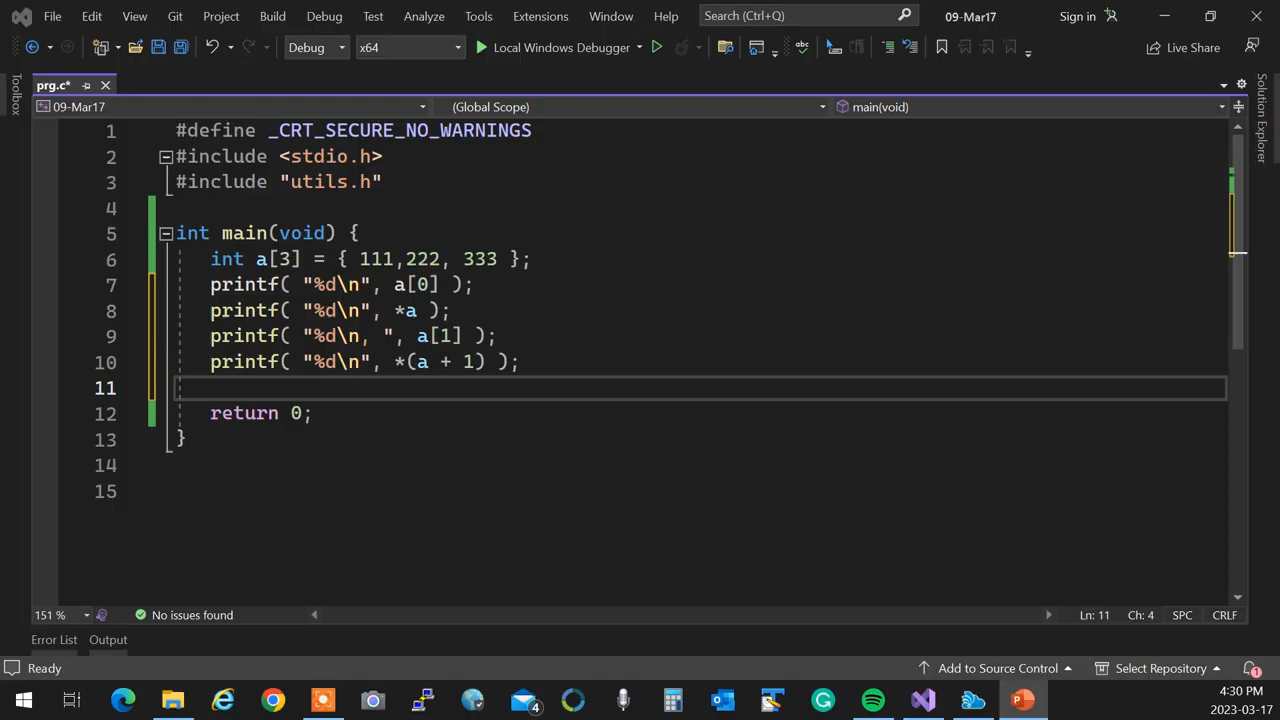 File Edit View Git Project Build Debug Test Analyze Tools Extensions Window Help Search (Ctrl+Q) 09-Mar17 Sign in
Debug x64 Local Windows Debugger Live Share
prg.c*
09-Mar17 (Global Scope) main(void)
Toolbox
Solution Explorer
1 #define _CRT_SECURE_NO_WARNINGS
2 #include <stdio.h>
3 #include "utils.h"
4
5 int main(void) {
6 int a[3] = { 111,222, 333 };
7 printf( "%d\n", a[0] );
8 printf( "%d\n", *a );
9 printf( "%d\n, ", a[1] );
10 printf( "%d\n", *(a + 1) );
11
12 return 0;
13 }
14
15
151 % No issues found Ln: 11 Ch: 4 SPC CRLF
Error List Output
Ready Add to Source Control Select Repository 1
4 4:30 PM
2023-03-17